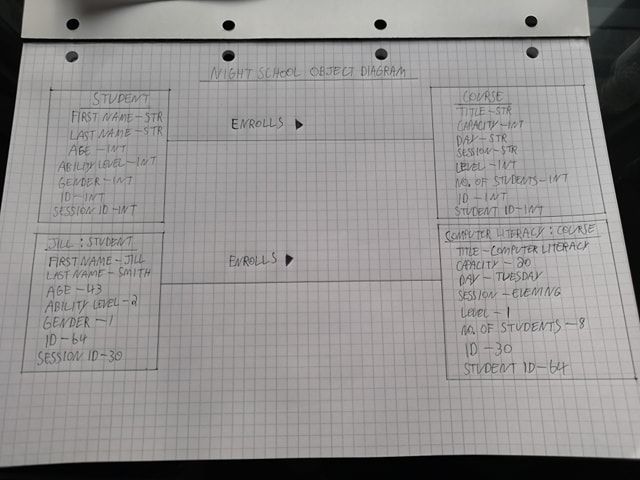 NIGHT SCHOOL OBJECT DIAGRAM
STUDENT
FIRST NAME-STR
LAST NAME-STR
AGE-INT
ABILITY LEVEL-INT
GENDER-INT
ID-INT
SESSION ID-INT
ENROLLS
COURSE
TITLE-STR
CAPACITY-INT
DAY-STR
SESSION-STR
LEVEL-INT
NO. OF STUDENTS-INT
ID-INT
STUDENT ID-INT
JILL : STUDENT
FIRST NAME-JILL
LAST NAME-SMITH
AGE-43
ABILITY LEVEL-2
GENDER-1
ID-64
SESSION ID-30
ENROLLS
COMPUTER LITERACY : COURSE
TITLE-COMPUTER LITERACY
CAPACITY-20
DAY-TUESDAY
SESSION-EVENING
LEVEL-1
NO. OF STUDENTS-8
ID-30
STUDENT ID-64